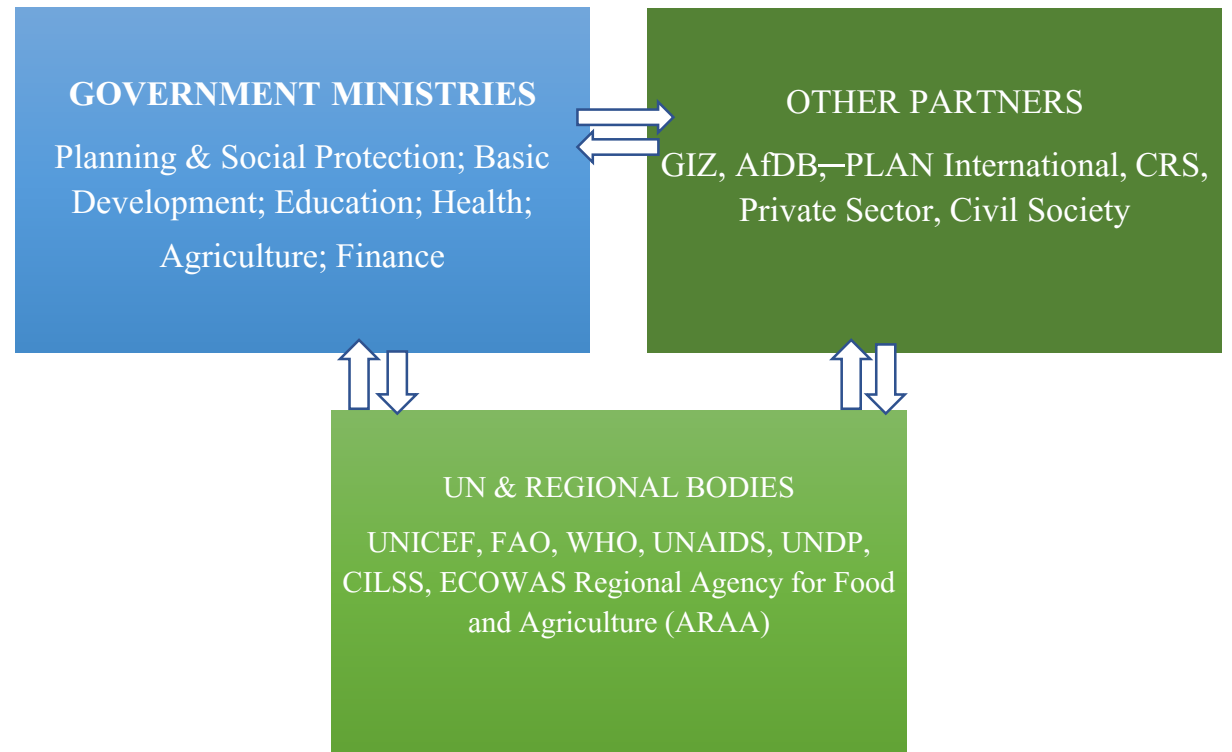 GOVERNMENT MINISTRIES
Planning & Social Protection; Basic
Development; Education; Health;
Agriculture; Finance
OTHER PARTNERS
GIZ, AfDB,—PLAN International, CRS,
Private Sector, Civil Society
UN & REGIONAL BODIES
UNICEF, FAO, WHO, UNAIDS, UNDP,
CILSS, ECOWAS Regional Agency for Food
and Agriculture (ARAA)